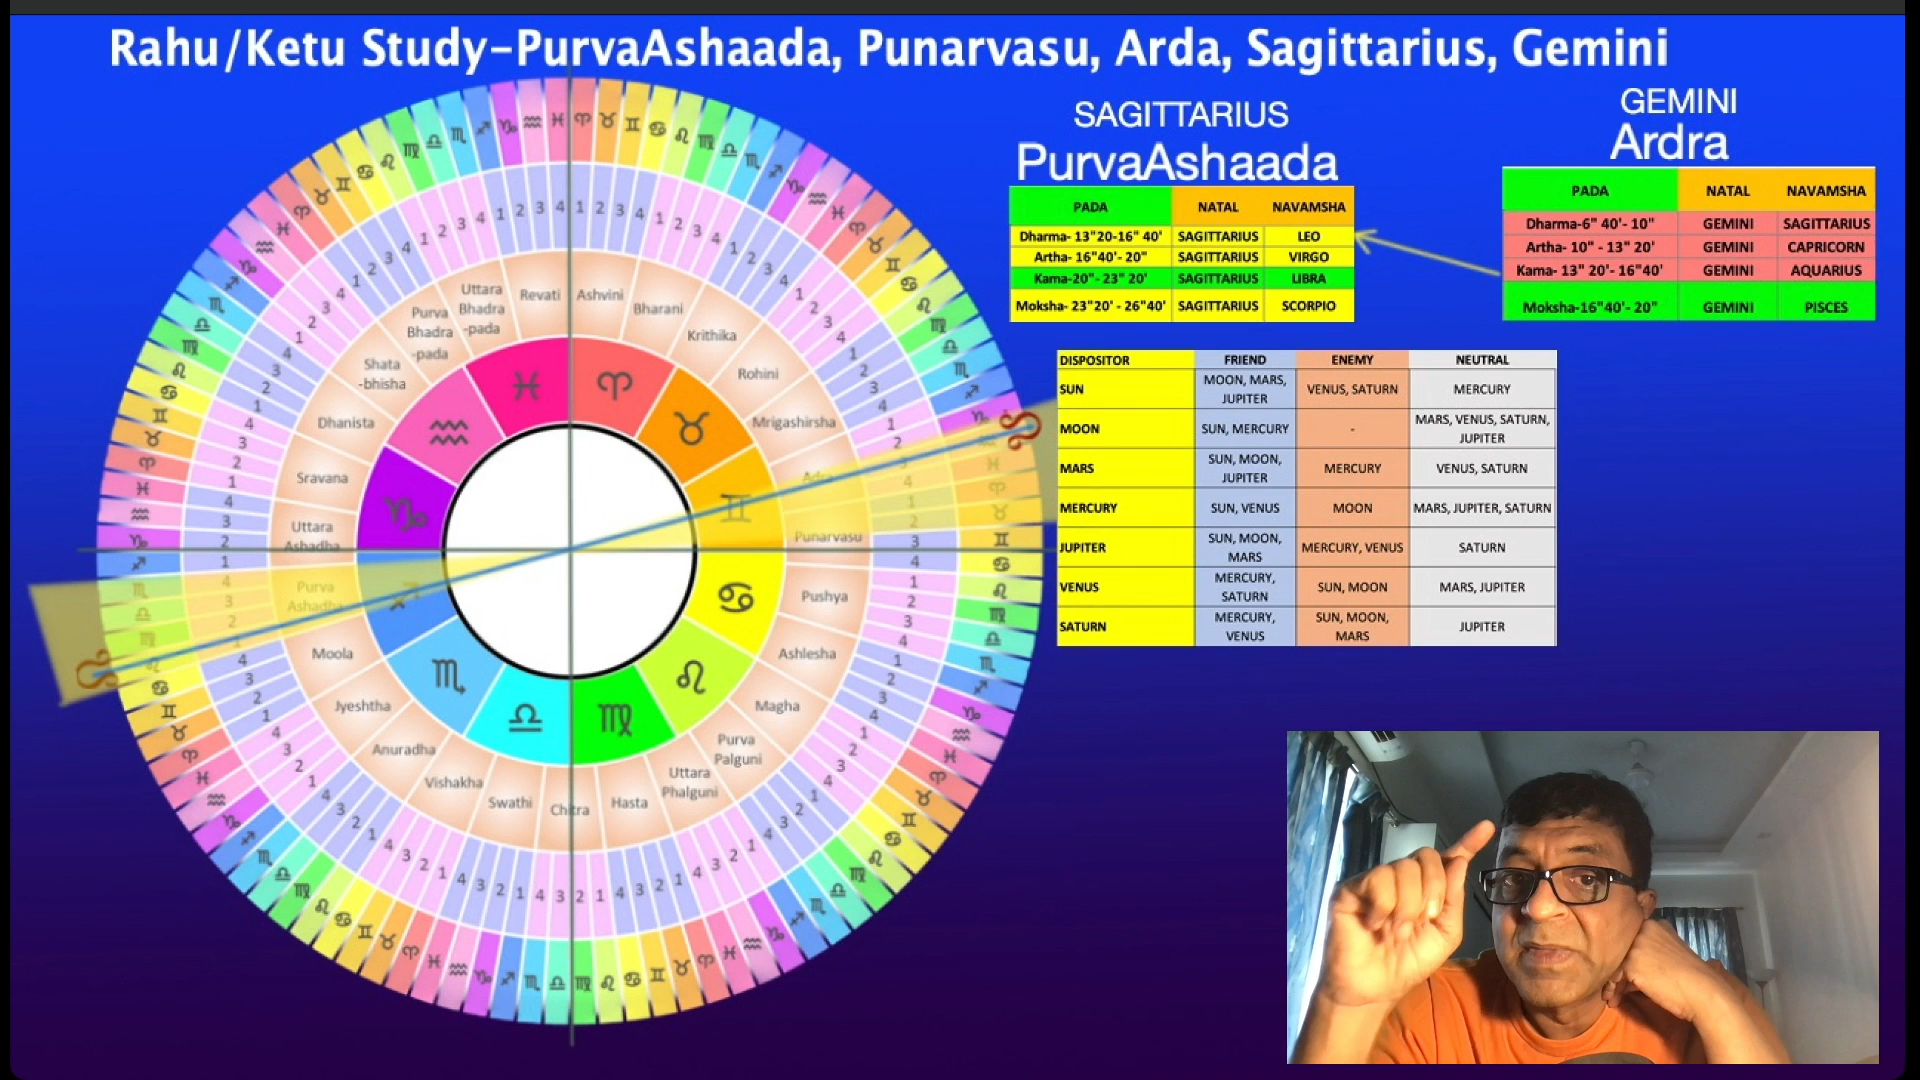 Rahu/Ketu Study-PurvaAshaada, Punarvasu, Arda, Sagittarius, Gemini
SAGITTARIUS
PurvaAshaada
PADA NATAL NAVAMSHA
Dharma- 13"20-16" 40' SAGITTARIUS LEO
Artha- 16"40'- 20" SAGITTARIUS VIRGO
Kama-20"- 23" 20' SAGITTARIUS LIBRA
Moksha- 23"20' - 26"40' SAGITTARIUS SCORPIO
GEMINI
Ardra
PADA NATAL NAVAMSHA
Dharma-6" 40'- 10" GEMINI SAGITTARIUS
Artha- 10" - 13" 20' GEMINI CAPRICORN
Kama- 13" 20'- 16"40' GEMINI AQUARIUS
Moksha-16"40'- 20" GEMINI PISCES
DISPOSITOR FRIEND ENEMY NEUTRAL
SUN MOON, MARS, JUPITER VENUS, SATURN MERCURY
MOON SUN, MERCURY - MARS, VENUS, SATURN, JUPITER
MARS SUN, MOON, JUPITER MERCURY VENUS, SATURN
MERCURY SUN, VENUS MOON MARS, JUPITER, SATURN
JUPITER SUN, MOON, MARS MERCURY, VENUS SATURN
VENUS MERCURY, SATURN SUN, MOON MARS, JUPITER
SATURN MERCURY, VENUS SUN, MOON, MARS JUPITER
Ashvini
Bharani
Krithika
Rohini
Mrigashirsha
Adra
Punarvasu
Pushya
Ashlesha
Magha
Purva
Palguni
Uttara
Phalguni
Hasta
Chitra
Swathi
Vishakha
Anuradha
Jyeshtha
Moola
Purva
Ashadha
Uttara
Ashadha
Sravana
Dhanista
Shata
-bhisha
Purva
Bhadra
-pada
Uttara
Bhadra
-pada
Revati